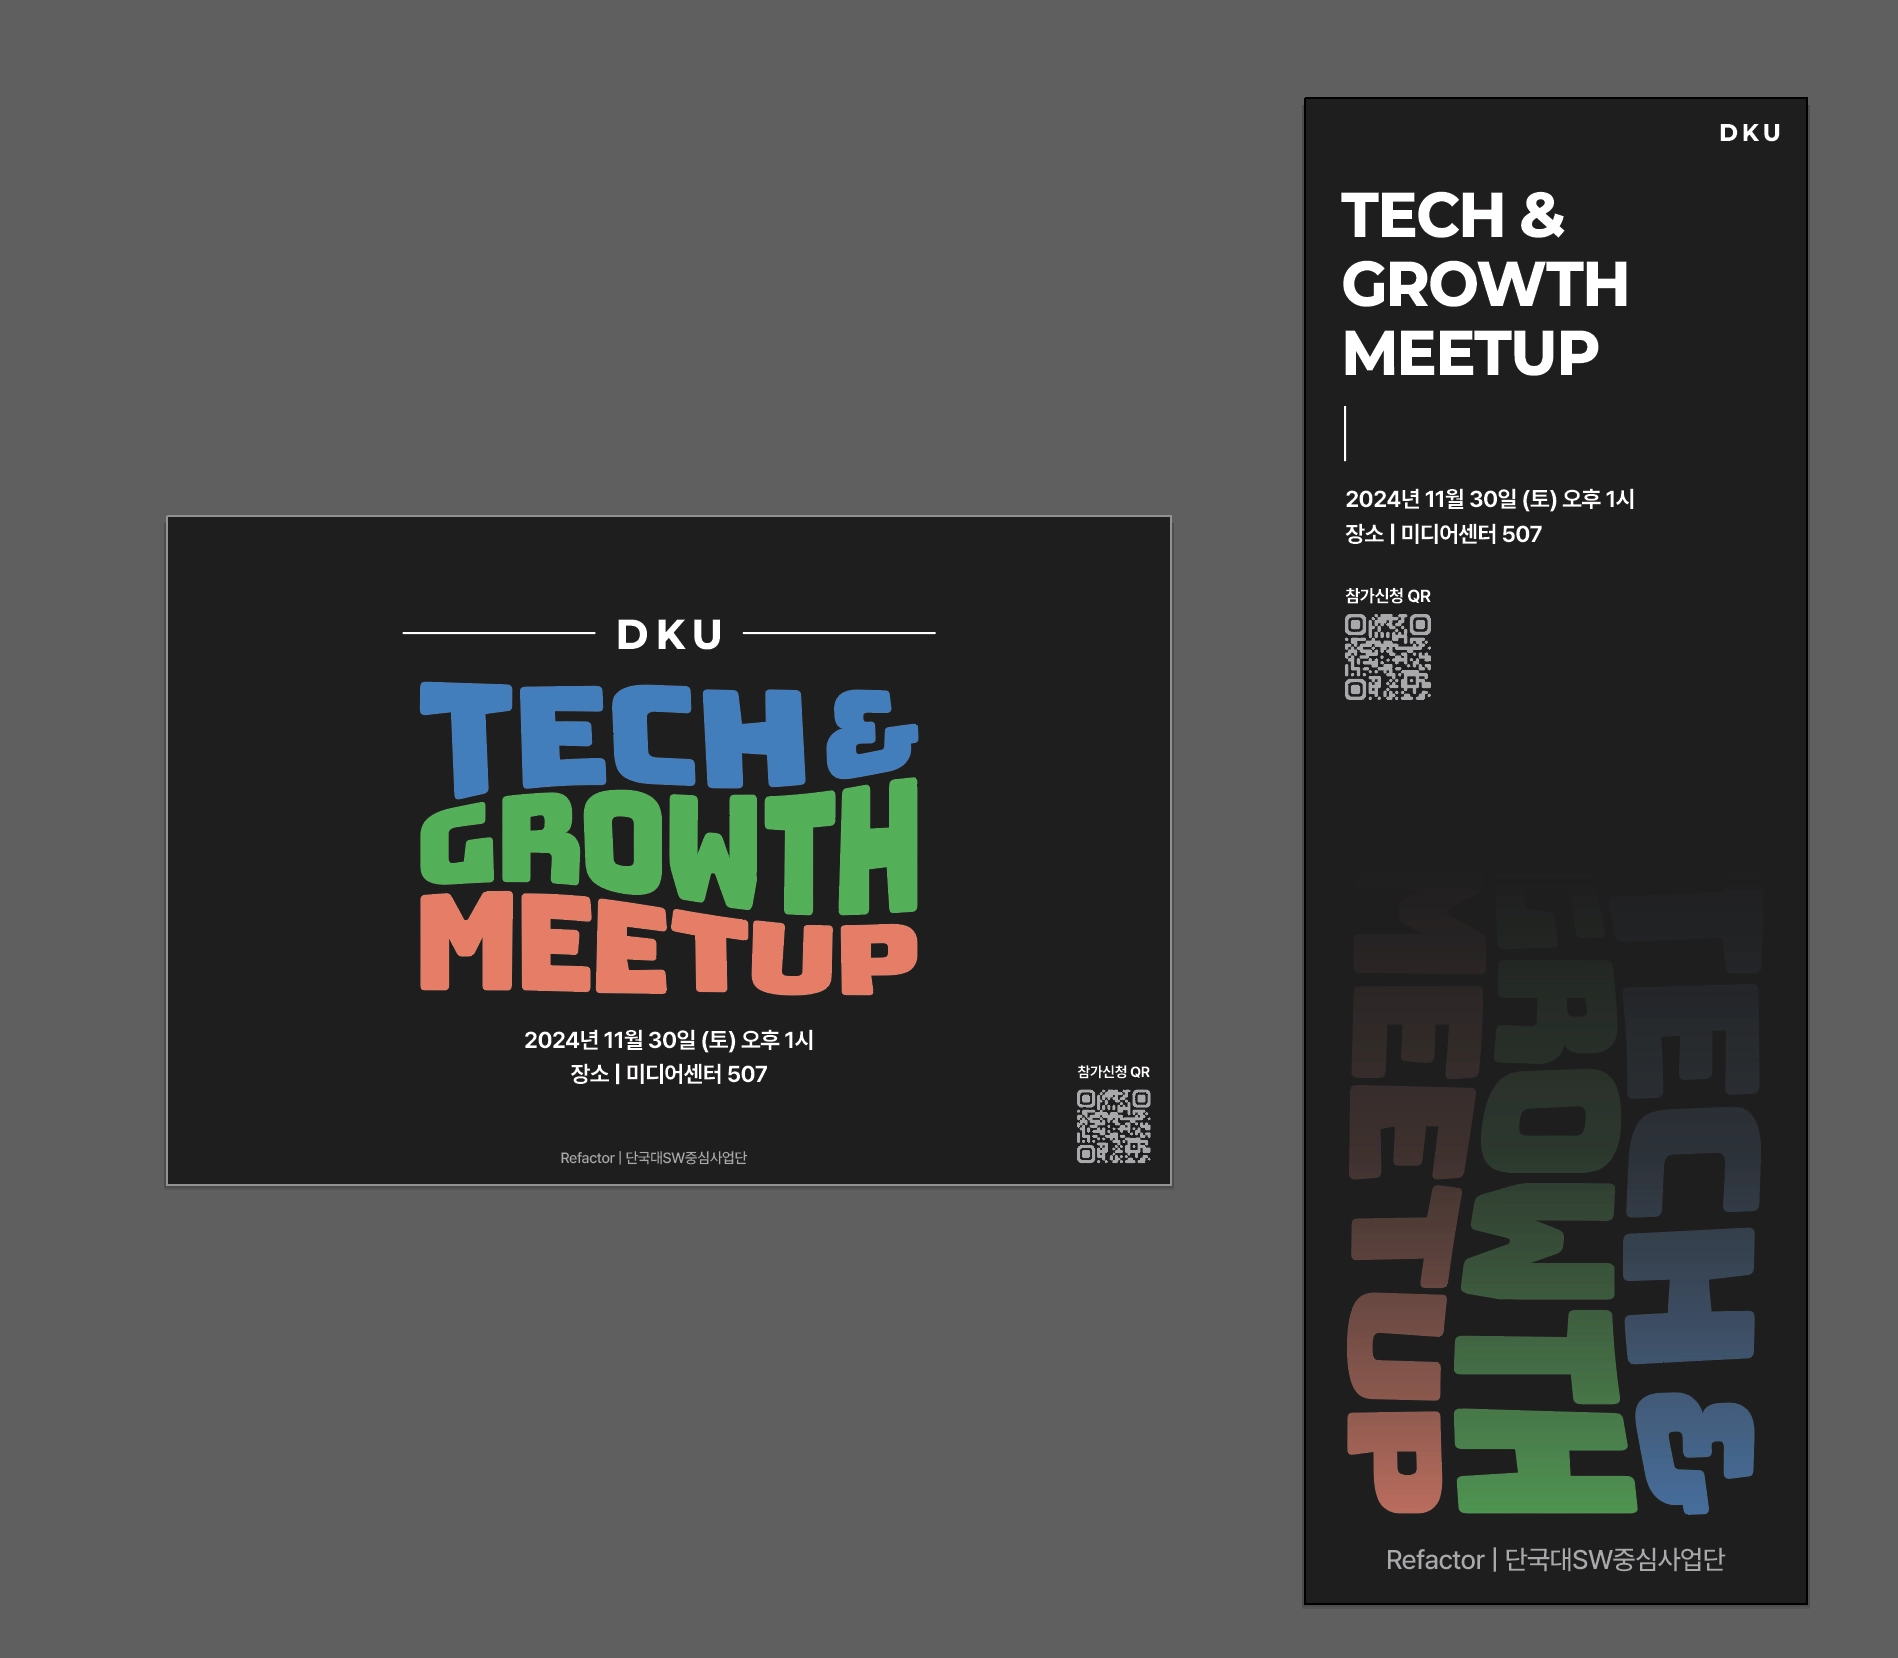 DKU
TECH &
GROWTH
MEETUP
2024년 11월 30일 (토) 오후 1시
장소 | 미디어센터 507
참가신청 QR
Refactor | 단국대SW중심사업단
DKU
TECH &
GROWTH
MEETUP
2024년 11월 30일 (토) 오후 1시
장소 | 미디어센터 507
참가신청 QR
TECH &
GROWTH
MEETUP
Refactor | 단국대SW중심사업단